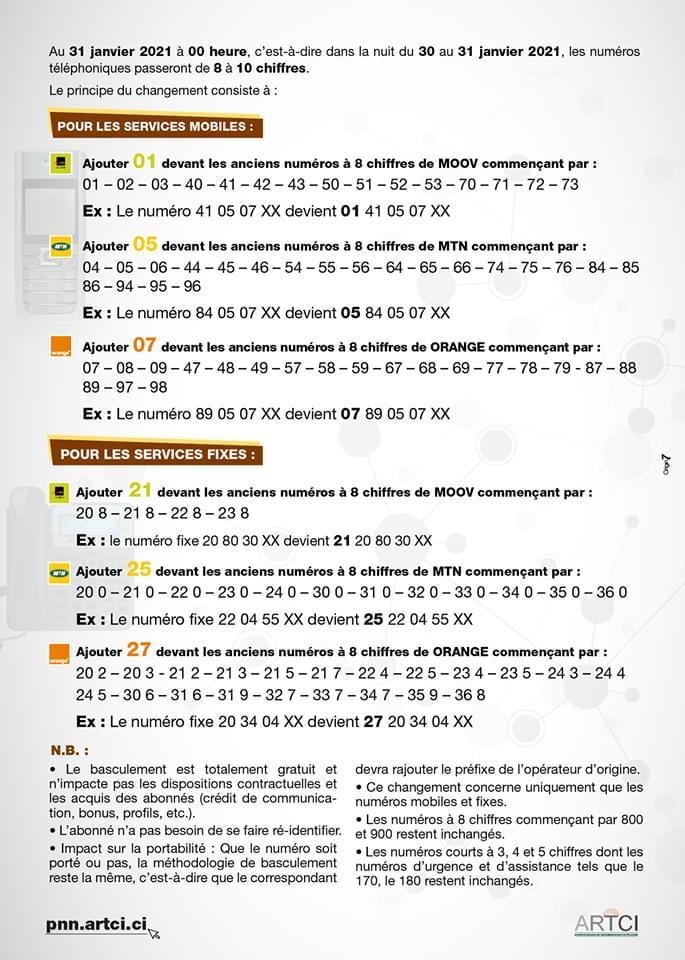 Au 31 janvier 2021 à 00 heure, c'est-à-dire dans la nuit du 30 au 31 janvier 2021, les numéros
téléphoniques passeront de 8 à 10 chiffres.
Le principe du changement consiste à :
POUR LES SERVICES MOBILES :
Ajouter 01 devant les anciens numéros à 8 chiffres de MOOV commençant par :
01 – 02 – 03 – 40 – 41 – 42 – 43 – 50 – 51 – 52 – 53 – 70 – 71 – 72 – 73
Ex : Le numéro 41 05 07 XX devient 01 41 05 07 XX
MTN
Ajouter 05 devant les anciens numéros à 8 chiffres de MTN commençant par :
04 – 05 – 06 – 44 – 45 – 46 – 54 – 55 – 56 – 64 – 65 – 66 – 74 – 75 – 76 – 84 – 85
86 – 94 – 95 – 96
Ex : Le numéro 84 05 07 XX devient 05 84 05 07 XX
orange
Ajouter 07 devant les anciens numéros à 8 chiffres de ORANGE commençant par :
07 – 08 – 09 – 47 – 48 – 49 – 57 – 58 – 59 – 67 – 68 – 69 – 77 – 78 – 79 - 87 – 88
89 – 97 – 98
Ex : Le numéro 89 05 07 XX devient 07 89 05 07 XX
POUR LES SERVICES FIXES :
Ajouter 21 devant les anciens numéros à 8 chiffres de MOOV commençant par :
20 8 – 21 8 – 22 8 – 23 8
Ex : le numéro fixe 20 80 30 XX devient 21 20 80 30 XX
MTN
Ajouter 25 devant les anciens numéros à 8 chiffres de MTN commençant par :
20 0 – 21 0 – 22 0 – 23 0 – 24 0 – 30 0 – 31 0 – 32 0 – 33 0 – 34 0 – 35 0 – 36 0
Ex : Le numéro fixe 22 04 55 XX devient 25 22 04 55 XX
orange
Ajouter 27 devant les anciens numéros à 8 chiffres de ORANGE commençant par :
20 2 – 20 3 - 21 2 – 21 3 – 21 5 – 21 7 – 22 4 – 22 5 – 23 4 – 23 5 – 24 3 – 24 4
24 5 – 30 6 – 31 6 – 31 9 – 32 7 – 33 7 – 34 7 – 35 9 – 36 8
Ex : Le numéro fixe 20 34 04 XX devient 27 20 34 04 XX
N.B. :
• Le basculement est totalement gratuit et
n'impacte pas les dispositions contractuelles et
les acquis des abonnés (crédit de communica-
tion, bonus, profils, etc.).
• L'abonné n'a pas besoin de se faire ré-identifier.
• Impact sur la portabilité : Que le numéro soit
porté ou pas, la méthodologie de basculement
reste la même, c'est-à-dire que le correspondant
devra rajouter le préfixe de l'opérateur d'origine.
• Ce changement concerne uniquement que les
numéros mobiles et fixes.
• Les numéros à 8 chiffres commençant par 800
et 900 restent inchangés.
• Les numéros courts à 3, 4 et 5 chiffres dont les
numéros d'urgence et d'assistance tels que le
170, le 180 restent inchangés.
pnn.artci.ci
ARTCI